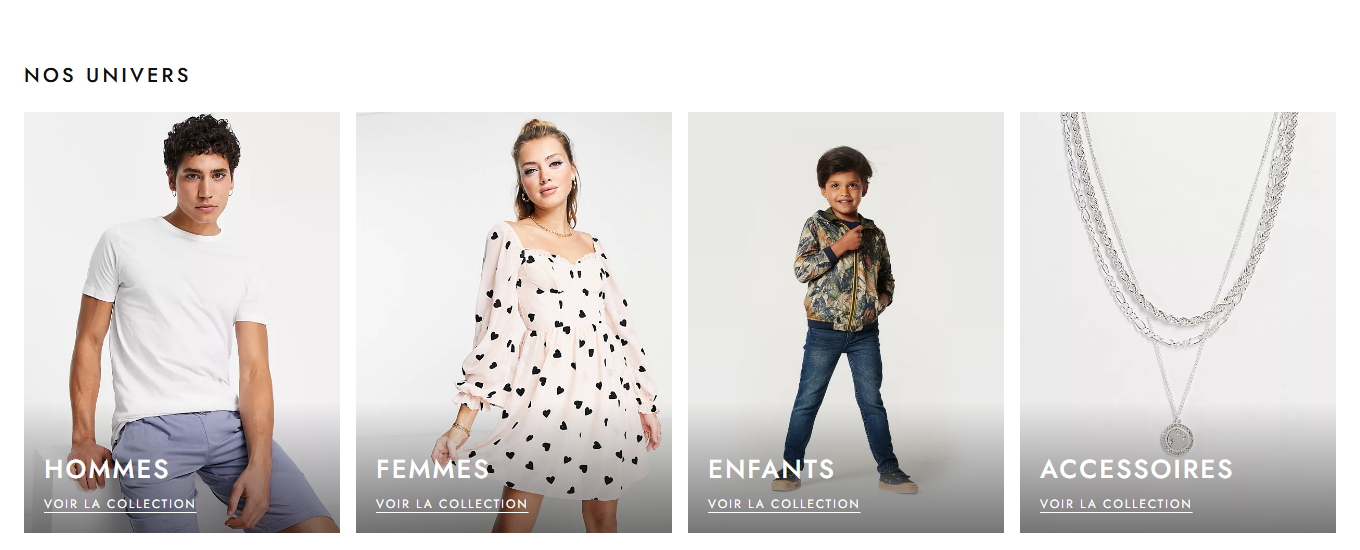 NOS UNIVERS
HOMMES
VOIR LA COLLECTION
FEMMES
VOIR LA COLLECTION
ENFANTS
VOIR LA COLLECTION
ACCESSOIRES
VOIR LA COLLECTION